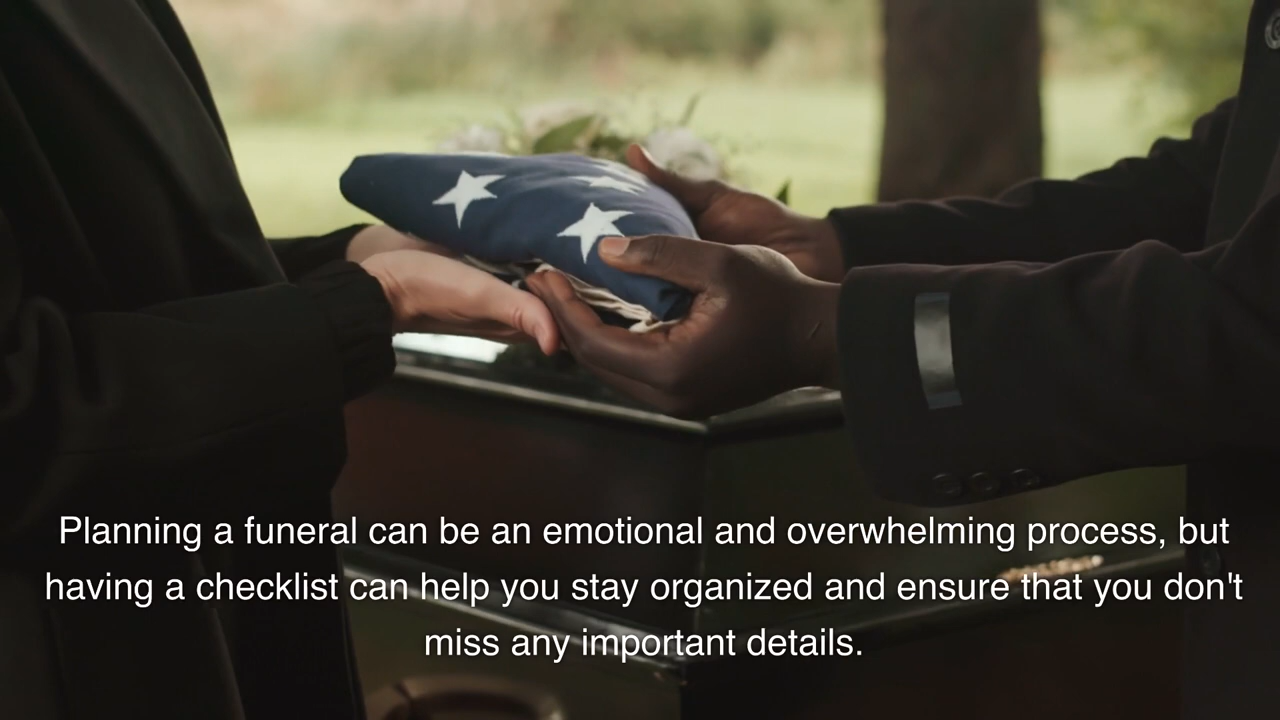 Planning a funeral can be an emotional and overwhelming process, but
having a checklist can help you stay organized and ensure that you don't
miss any important details.